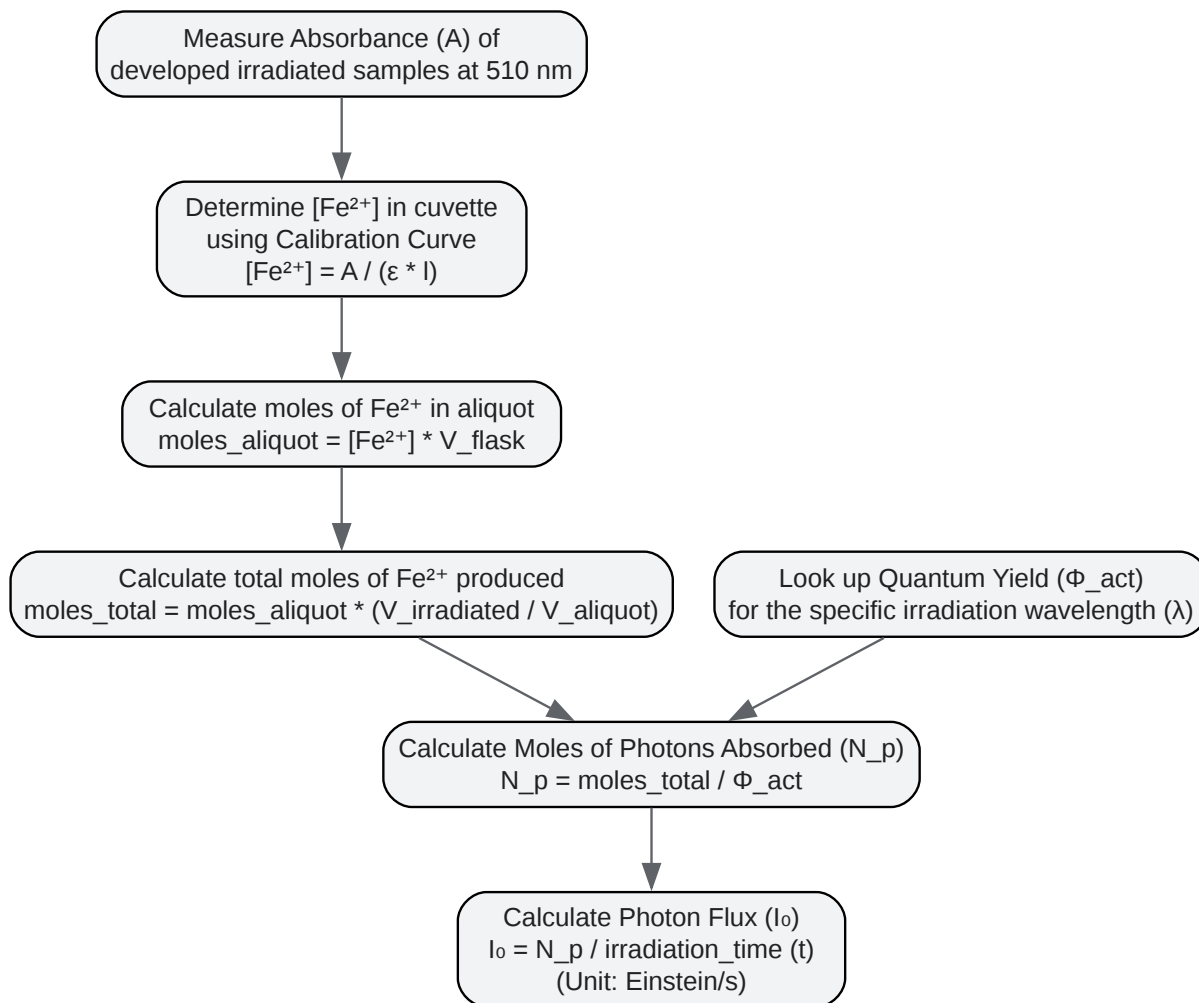 Measure Absorbance (A) of
developed irradiated samples at 510 nm
Determine [Fe²⁺] in cuvette
using Calibration Curve
[Fe²⁺] = A / (ε * l)
Calculate moles of Fe²⁺ in aliquot
moles_aliquot = [Fe²⁺] * V_flask
Calculate total moles of Fe²⁺ produced
moles_total = moles_aliquot * (V_irradiated / V_aliquot)
Look up Quantum Yield (Φ_act)
for the specific irradiation wavelength (λ)
Calculate Moles of Photons Absorbed (N_p)
N_p = moles_total / Φ_act
Calculate Photon Flux (I₀)
I₀ = N_p / irradiation_time (t)
(Unit: Einstein/s)